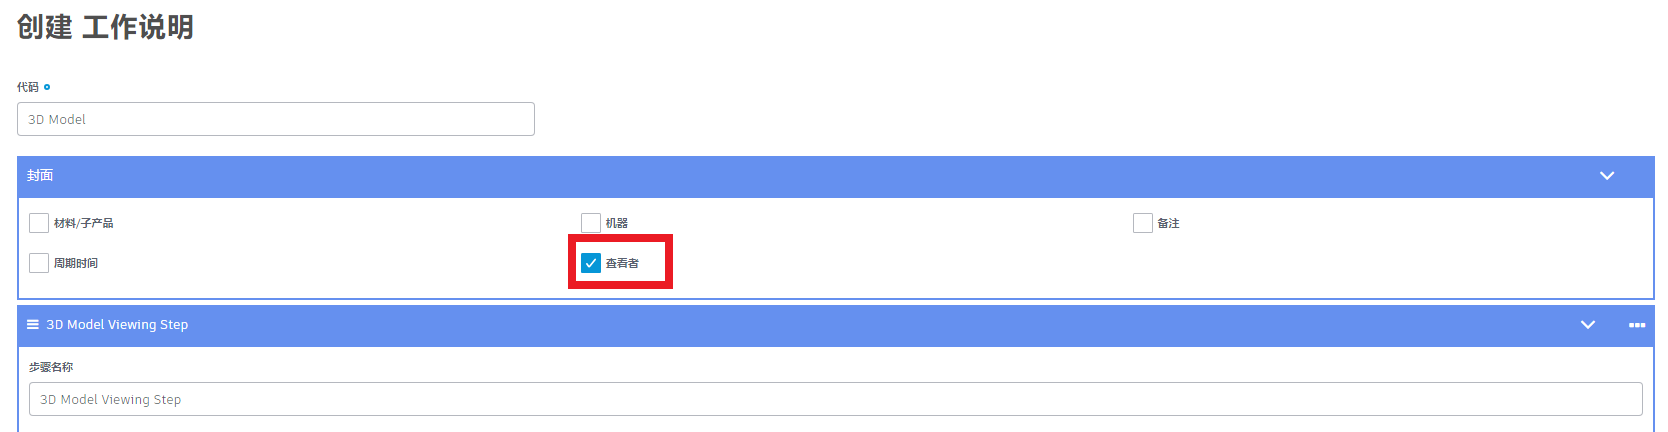 创建 工作说明
代码
3D Model
封面
材料/子产品
机器
备注
周期时间
查看者
3D Model Viewing Step
步骤名称
3D Model Viewing Step